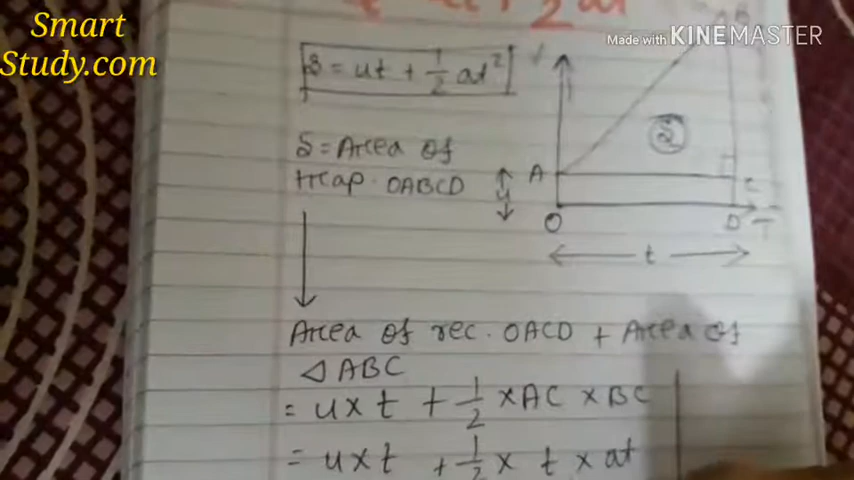 Smart
Study.com
Made with KINEMASTER
S = ut + 1/2 at²
S = Area of
trap. OABCD
Area of rec. OACD + Area of
△ ABC
= u x t + 1/2 x AC x BC
= u x t + 1/2 x t x at
A
u
O
D
T
t
S
C
B